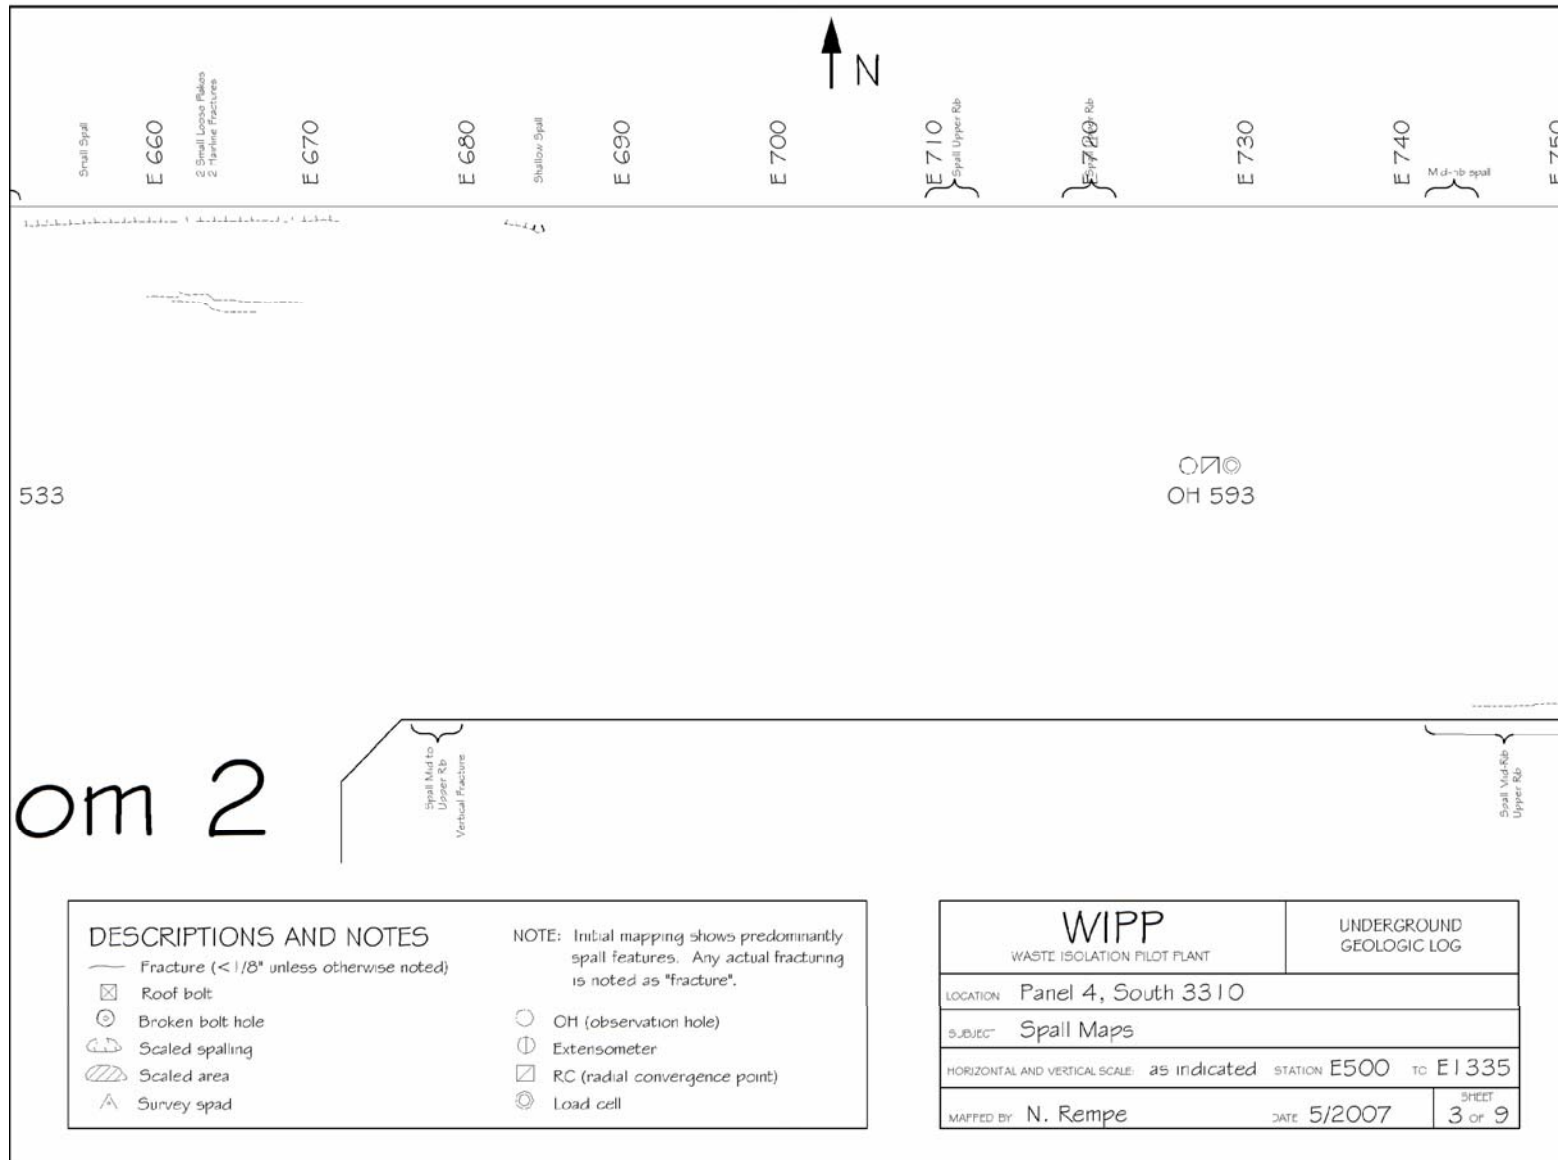 N
Small Spall
E 660
2 Small Loose Flakes
2 Hairline Fractures
E 670
E 680
Shallow Spall
E 690
E 700
E 710
Spall Upper Rib
E 720
Spall Upper Rib
E 730
E 740
Mid-rib spall
E 750
533
OH 593
om 2
Spall Mid to
Upper Rib
Vertical Fracture
Spall Mid-Rib
Upper Rib
DESCRIPTIONS AND NOTES
Fracture (<1/8" unless otherwise noted)
Roof bolt
Broken bolt hole
Scaled spalling
Scaled area
Survey spad
NOTE: Initial mapping shows predominantly
spall features. Any actual fracturing
is noted as "fracture".
OH (observation hole)
Extensometer
RC (radial convergence point)
Load cell
WIPP
WASTE ISOLATION PILOT PLANT
UNDERGROUND
GEOLOGIC LOG
LOCATION Panel 4, South 3310
SUBJECT Spall Maps
HORIZONTAL AND VERTICAL SCALE: as indicated STATION E500 TO E1335
MAPPED BY N. Rempe DATE 5/2007 SHEET 3 OF 9